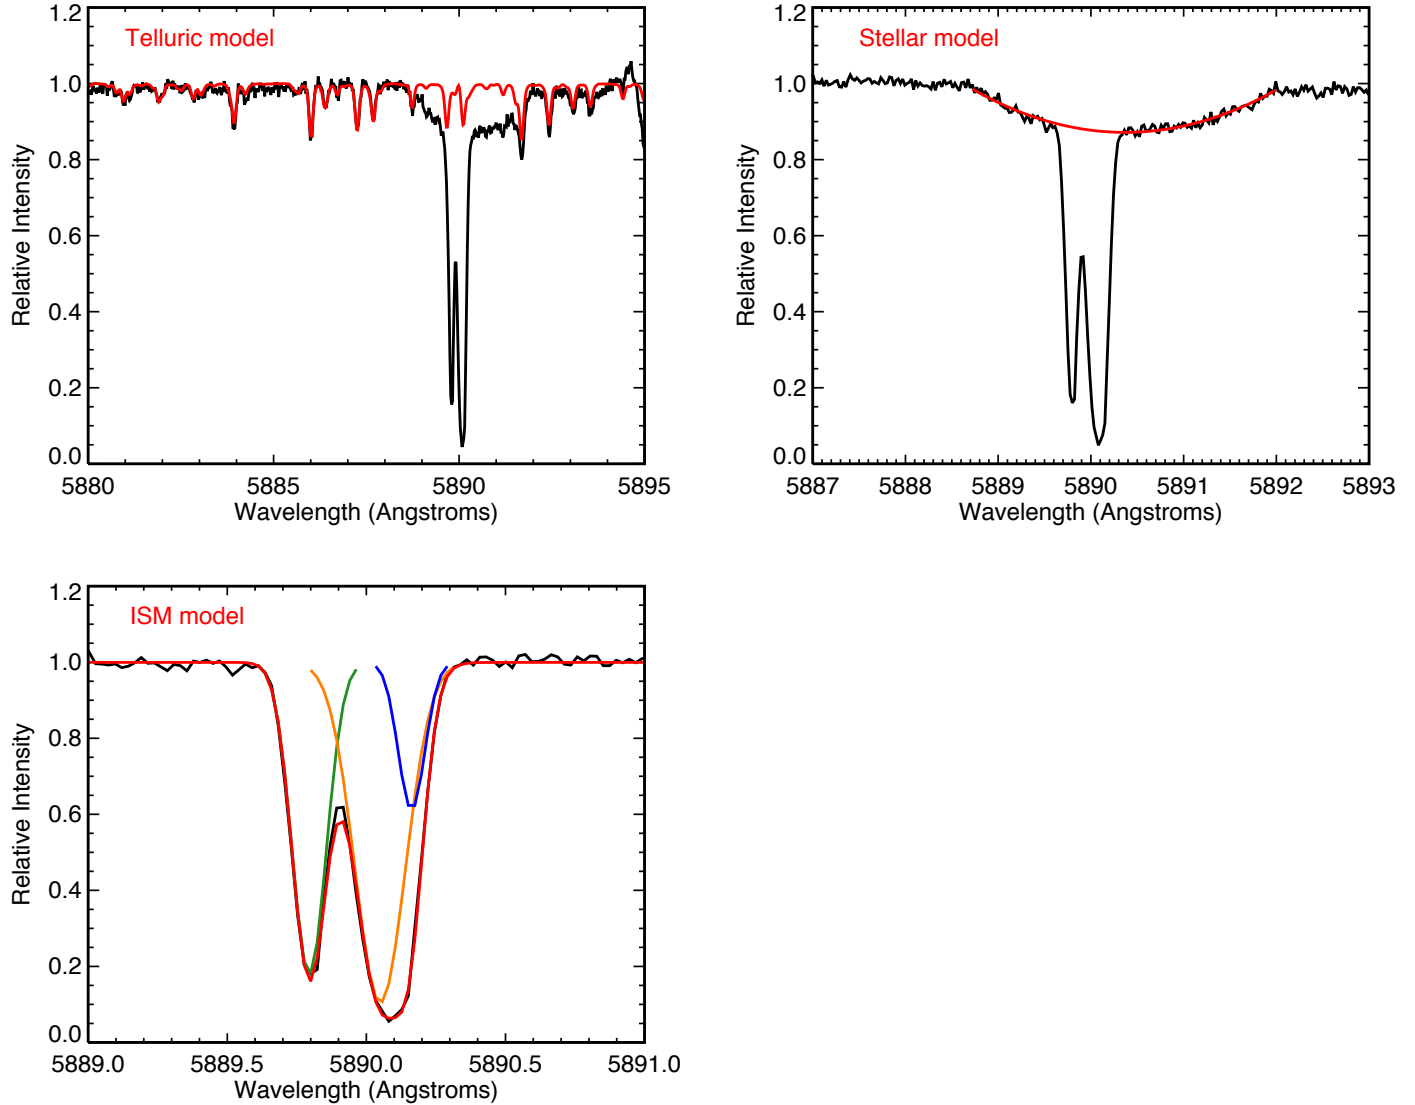 Telluric model
Relative Intensity
1.2
1.0
0.8
0.6
0.4
0.2
0.0
5880 5885 5890 5895
Wavelength (Angstroms)
Stellar model
Relative Intensity
1.2
1.0
0.8
0.6
0.4
0.2
0.0
5887 5888 5889 5890 5891 5892 5893
Wavelength (Angstroms)
ISM model
Relative Intensity
1.2
1.0
0.8
0.6
0.4
0.2
0.0
5889.0 5889.5 5890.0 5890.5 5891.0
Wavelength (Angstroms)